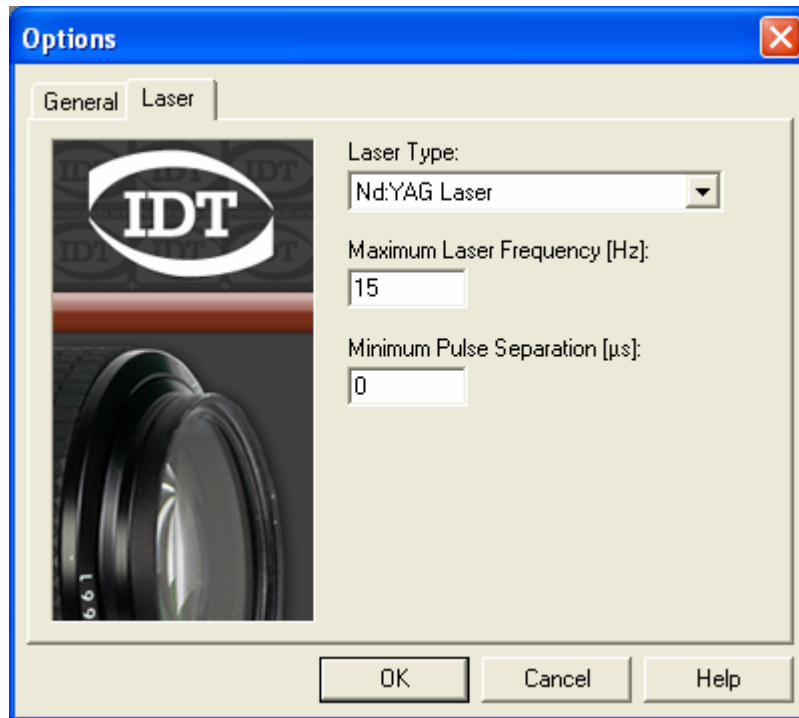 Options
General Laser
IDT
Laser Type:
Nd:YAG Laser
Maximum Laser Frequency [Hz]:
15
Minimum Pulse Separation [µs]:
0
OK Cancel Help